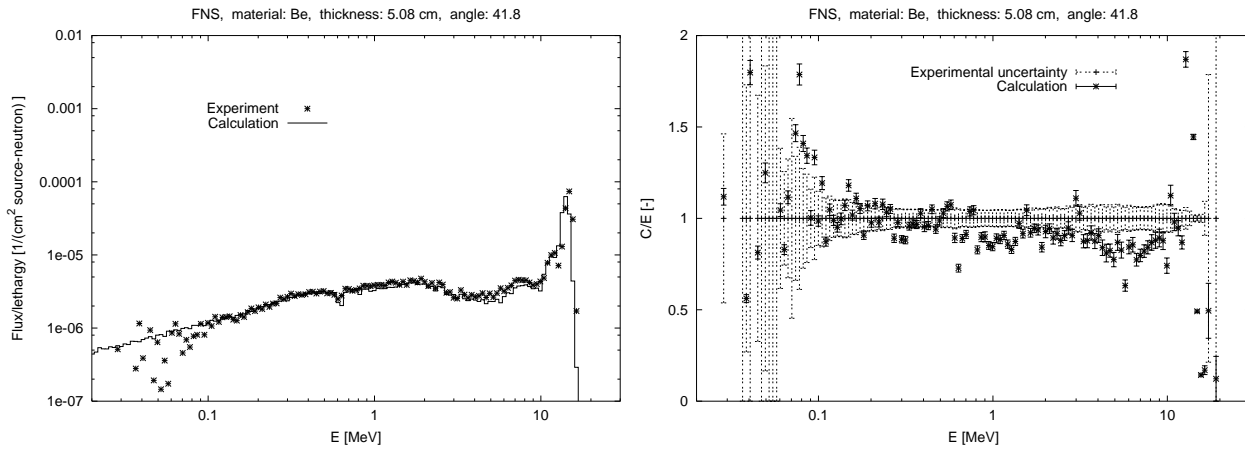 FNS, material: Be, thickness: 5.08 cm, angle: 41.8
0.01
0.001
0.0001
1e-05
1e-06
1e-07
Flux/lethargy [1/(cm2 source-neutron) ]
Experiment
Calculation
0.1
1
10
E [MeV]
FNS, material: Be, thickness: 5.08 cm, angle: 41.8
2
1.5
1
0.5
0
C/E [-]
Experimental uncertainty
Calculation
0.1
1
10
E [MeV]